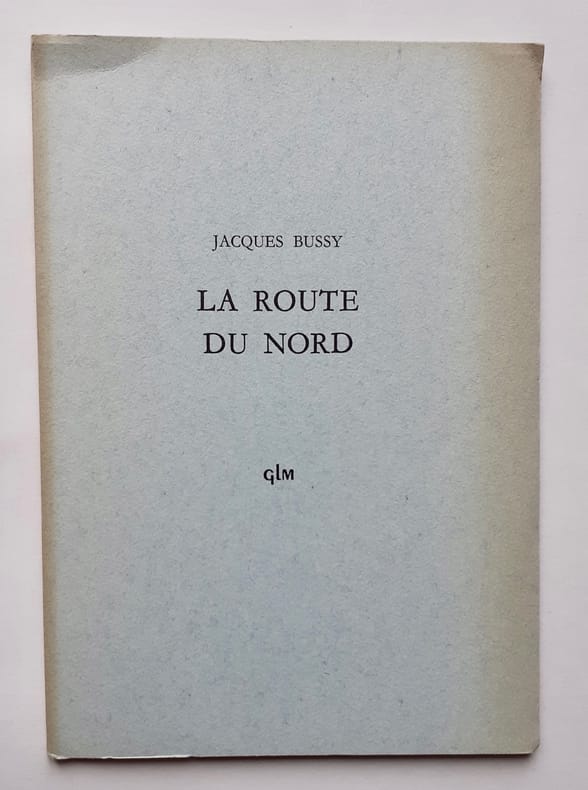 JACQUES BUSSY
LA ROUTE
DU NORD
GLM